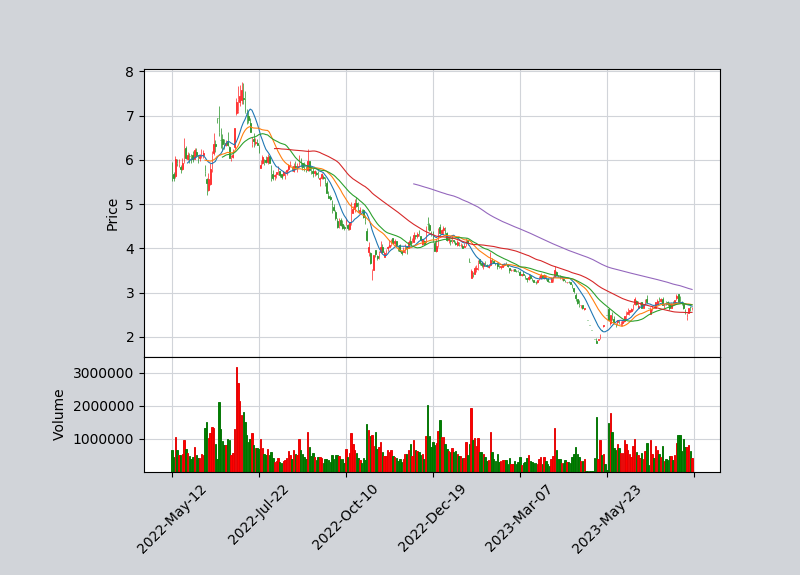 8
7
6
5
4
3
2
Price
3000000
2000000
1000000
Volume
2022-May-12
2022-Jul-22
2022-Oct-10
2022-Dec-19
2023-Mar-07
2023-May-23